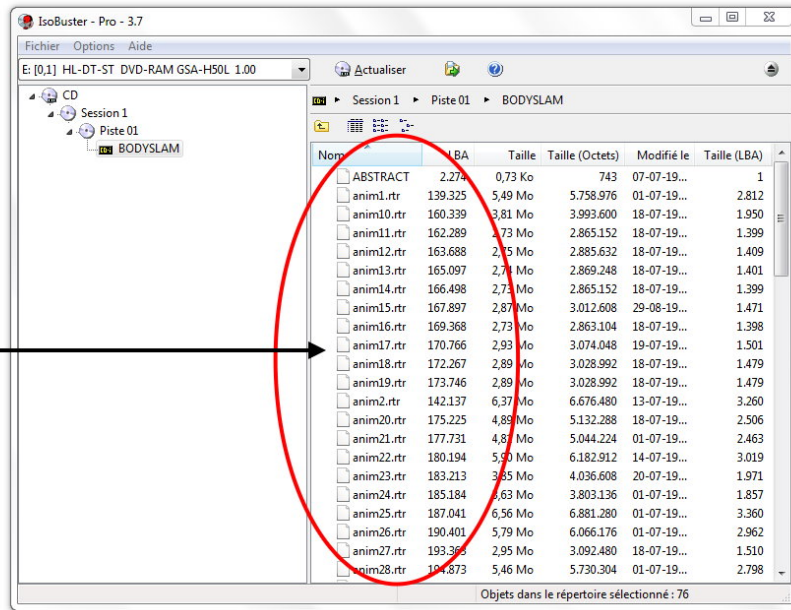 IsoBuster - Pro - 3.7
Fichier Options Aide
E: [0,1] HL-DT-ST DVD-RAM GSA-H50L 1.00 Actualiser
CD
Session 1
Piste 01
BODYSLAM
Session 1 Piste 01 BODYSLAM
Nom LBA Taille Taille (Octets) Modifié le Taille (LBA)
ABSTRACT 2.274 0,73 Ko 743 07-07-19... 1
anim1.rtr 139.325 5,49 Mo 5.758.976 01-07-19... 2.812
anim10.rtr 160.339 3,81 Mo 3.993.600 18-07-19... 1.950
anim11.rtr 162.289 2,73 Mo 2.865.152 18-07-19... 1.399
anim12.rtr 163.688 2,75 Mo 2.885.632 18-07-19... 1.409
anim13.rtr 165.097 2,74 Mo 2.869.248 18-07-19... 1.401
anim14.rtr 166.498 2,73 Mo 2.865.152 18-07-19... 1.399
anim15.rtr 167.897 2,87 Mo 3.012.608 29-08-19... 1.471
anim16.rtr 169.368 2,73 Mo 2.863.104 18-07-19... 1.398
anim17.rtr 170.766 2,93 Mo 3.074.048 19-07-19... 1.501
anim18.rtr 172.267 2,89 Mo 3.028.992 18-07-19... 1.479
anim19.rtr 173.746 2,89 Mo 3.028.992 18-07-19... 1.479
anim2.rtr 142.137 6,37 Mo 6.676.480 13-07-19... 3.260
anim20.rtr 175.225 4,89 Mo 5.132.288 18-07-19... 2.506
anim21.rtr 177.731 4,81 Mo 5.044.224 01-07-19... 2.463
anim22.rtr 180.194 5,90 Mo 6.182.912 14-07-19... 3.019
anim23.rtr 183.213 3,85 Mo 4.036.608 20-07-19... 1.971
anim24.rtr 185.184 3,63 Mo 3.803.136 01-07-19... 1.857
anim25.rtr 187.041 6,56 Mo 6.881.280 01-07-19... 3.360
anim26.rtr 190.401 5,79 Mo 6.066.176 01-07-19... 2.962
anim27.rtr 193.363 2,95 Mo 3.092.480 18-07-19... 1.510
anim28.rtr 194.873 5,46 Mo 5.730.304 01-07-19... 2.798
Objets dans le répertoire sélectionné : 76